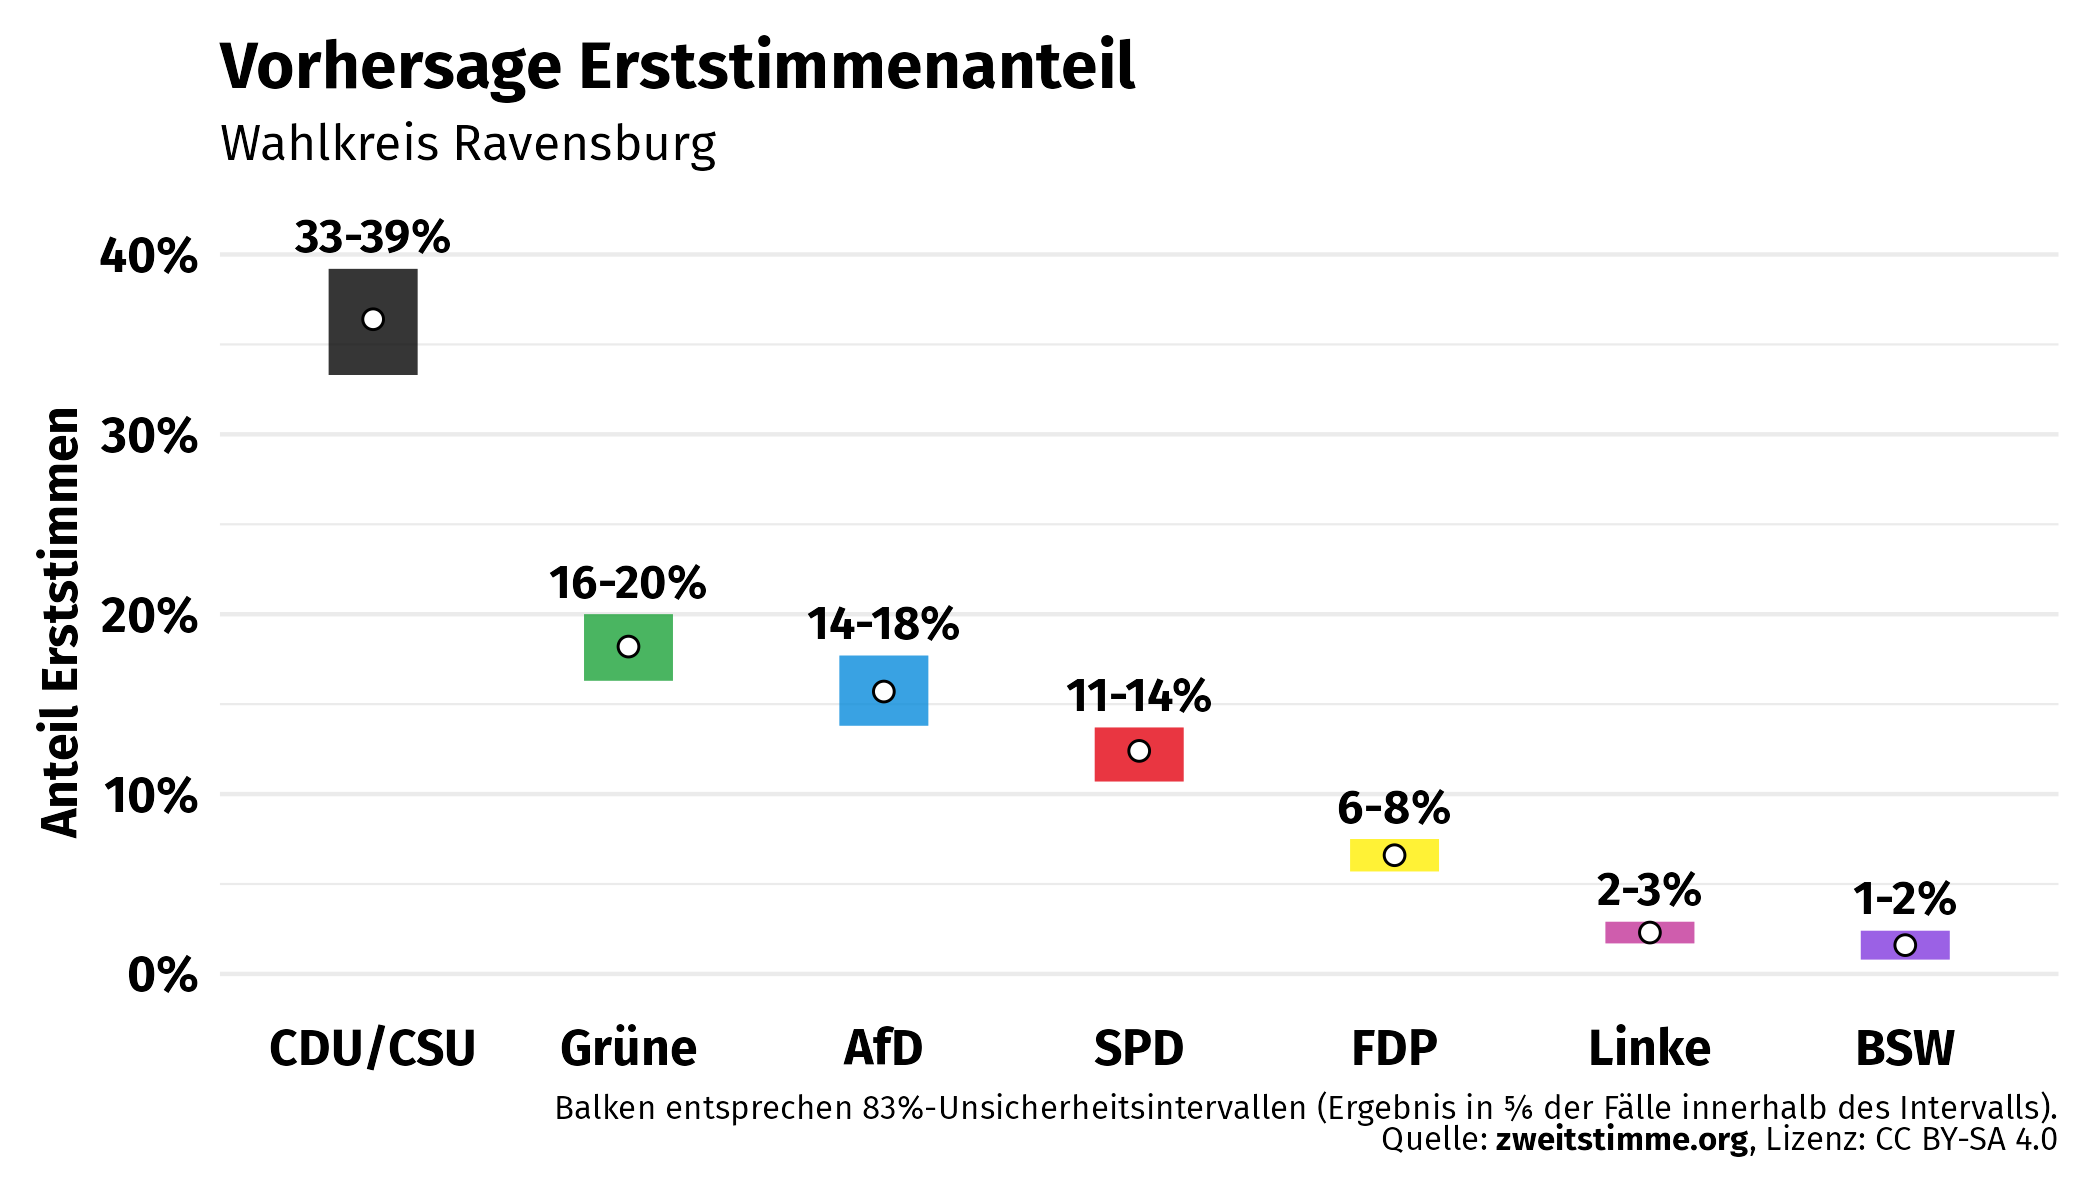 Vorhersage Erststimmenanteil
Wahlkreis Ravensburg
Anteil Erststimmen
40%
30%
20%
10%
0%
33-39%
16-20%
14-18%
11-14%
6-8%
2-3%
1-2%
CDU/CSU
Grüne
AfD
SPD
FDP
Linke
BSW
Balken entsprechen 83%-Unsicherheitsintervallen (Ergebnis in ⅚ der Fälle innerhalb des Intervalls).
Quelle: zweitstimme.org, Lizenz: CC BY-SA 4.0